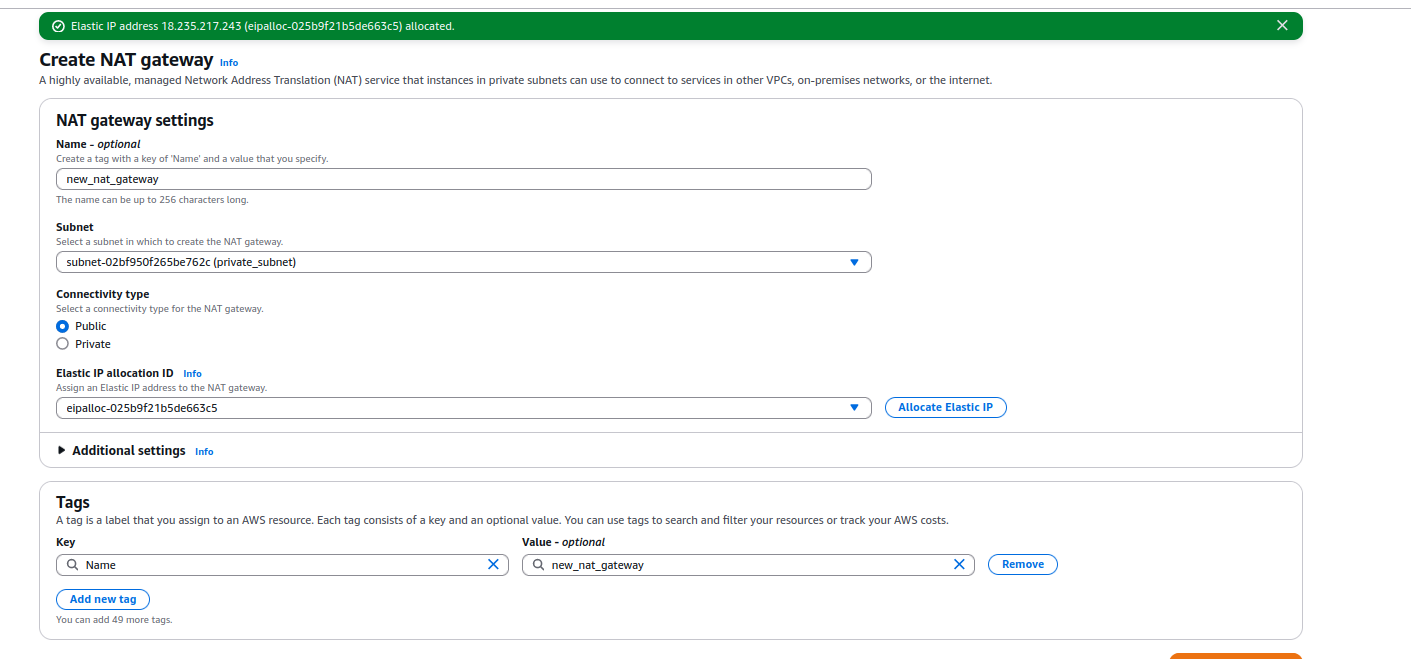 Elastic IP address 18.235.217.243 (eipalloc-025b9f21b5de663c5) allocated.
Create NAT gateway Info
A highly available, managed Network Address Translation (NAT) service that instances in private subnets can use to connect to services in other VPCs, on-premises networks, or the internet.
NAT gateway settings
Name - optional
Create a tag with a key of 'Name' and a value that you specify.
new_nat_gateway
The name can be up to 256 characters long.
Subnet
Select a subnet in which to create the NAT gateway.
subnet-02bf950f265be762c (private_subnet)
Connectivity type
Select a connectivity type for the NAT gateway.
Public
Private
Elastic IP allocation ID Info
Assign an Elastic IP address to the NAT gateway.
eipalloc-025b9f21b5de663c5 Allocate Elastic IP
Additional settings Info
Tags
A tag is a label that you assign to an AWS resource. Each tag consists of a key and an optional value. You can use tags to search and filter your resources or track your AWS costs.
Key Value - optional
Name new_nat_gateway Remove
Add new tag
You can add 49 more tags.